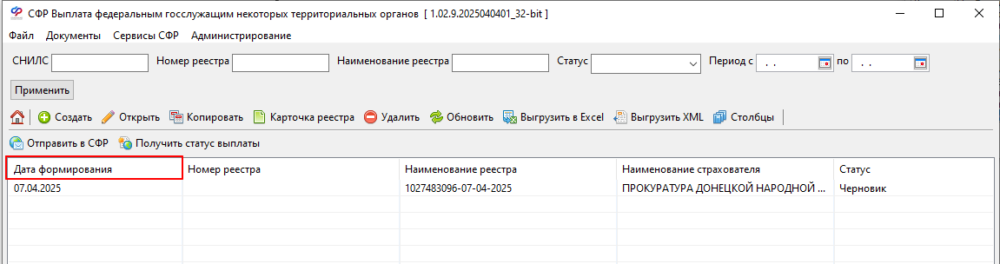 СФР Выплата федеральным госслужащим некоторых территориальных органов [ 1.02.9.2025040401_32-bit ]
Файл Документы Сервисы СФР Администрирование
СНИЛС Номер реестра Наименование реестра Статус Период с . . по . .
Применить
Создать Открыть Копировать Карточка реестра Удалить Обновить Выгрузить в Excel Выгрузить XML Столбцы
Отправить в СФР Получить статус выплаты
Дата формирования Номер реестра Наименование реестра Наименование страхователя Статус
07.04.2025 1027483096-07-04-2025 ПРОКУРАТУРА ДОНЕЦКОЙ НАРОДНОЙ ... Черновик